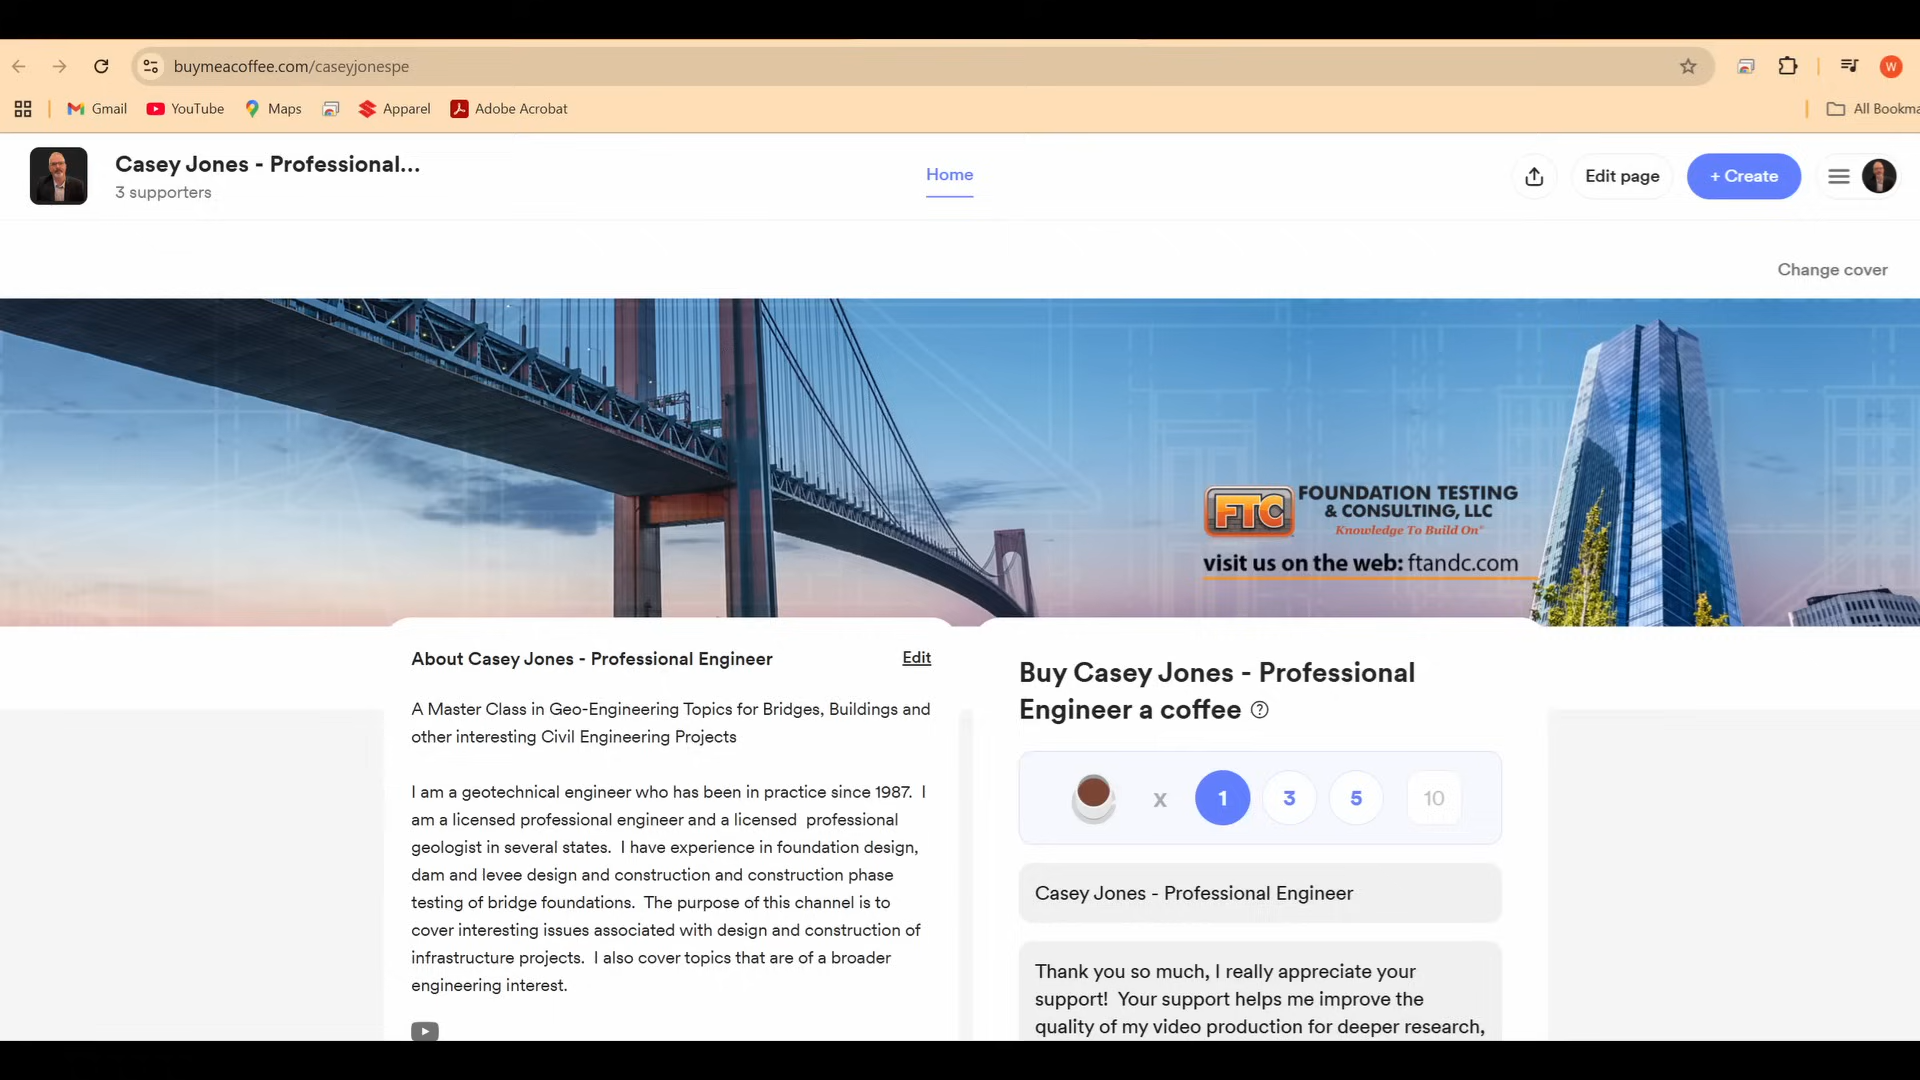 buymeacoffee.com/caseyjonespe
W
Gmail
YouTube
Maps
Apparel
Adobe Acrobat
All Bookma
Casey Jones - Professional...
3 supporters
Home
Edit page
+ Create
Change cover
FTC
FOUNDATION TESTING
& CONSULTING, LLC
Knowledge To Build On®
visit us on the web: ftandc.com
About Casey Jones - Professional Engineer
Edit
A Master Class in Geo-Engineering Topics for Bridges, Buildings and
other interesting Civil Engineering Projects
I am a geotechnical engineer who has been in practice since 1987.  I
am a licensed professional engineer and a licensed  professional
geologist in several states.  I have experience in foundation design,
dam and levee design and construction and construction phase
testing of bridge foundations.  The purpose of this channel is to
cover interesting issues associated with design and construction of
infrastructure projects.  I also cover topics that are of a broader
engineering interest.
Buy Casey Jones - Professional
Engineer a coffee ?
x 1 3 5 10
Casey Jones - Professional Engineer
Thank you so much, I really appreciate your
support!  Your support helps me improve the
quality of my video production for deeper research,